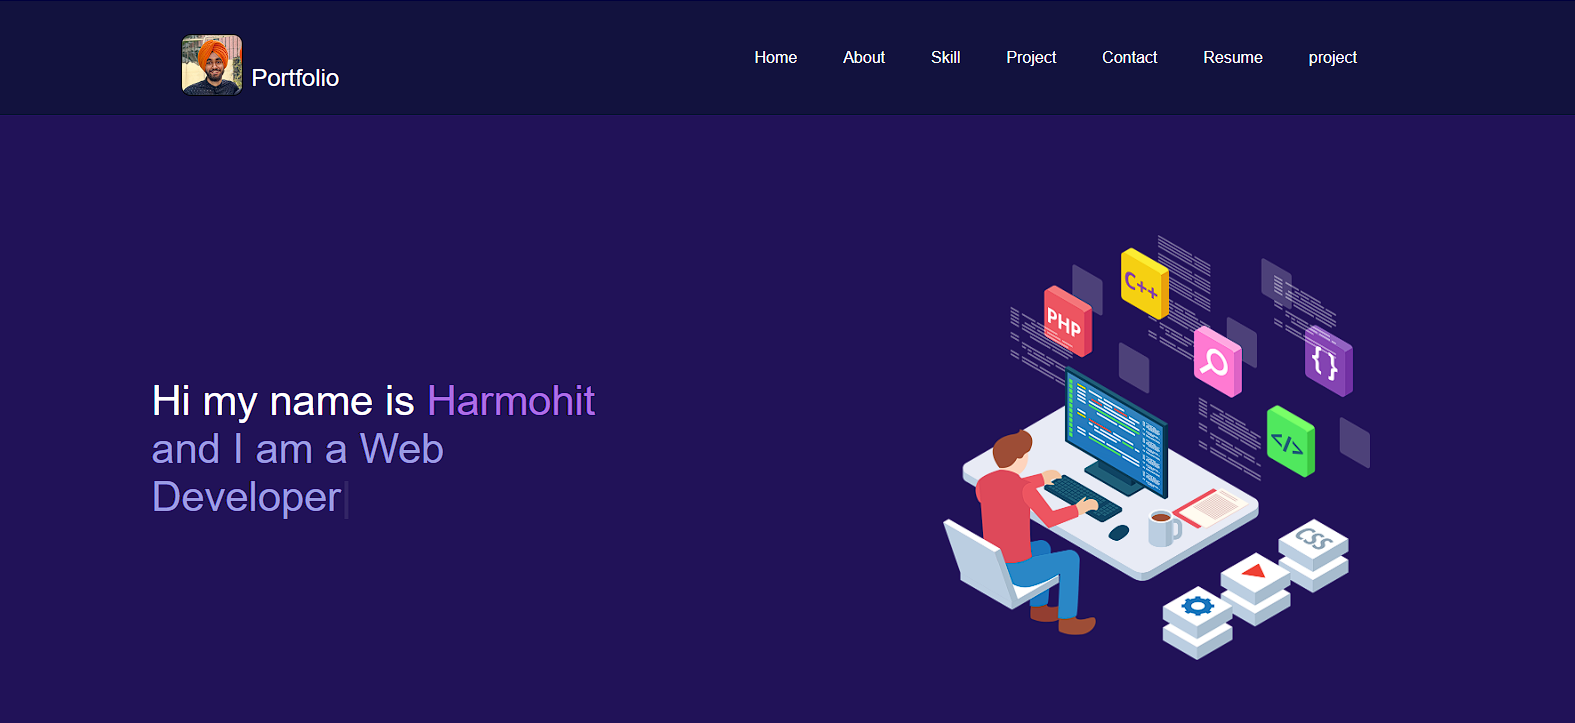 Portfolio
Home About Skill Project Contact Resume project
Hi my name is Harmohit
and I am a Web
Developer
C++
PHP
{}
</>
CSS